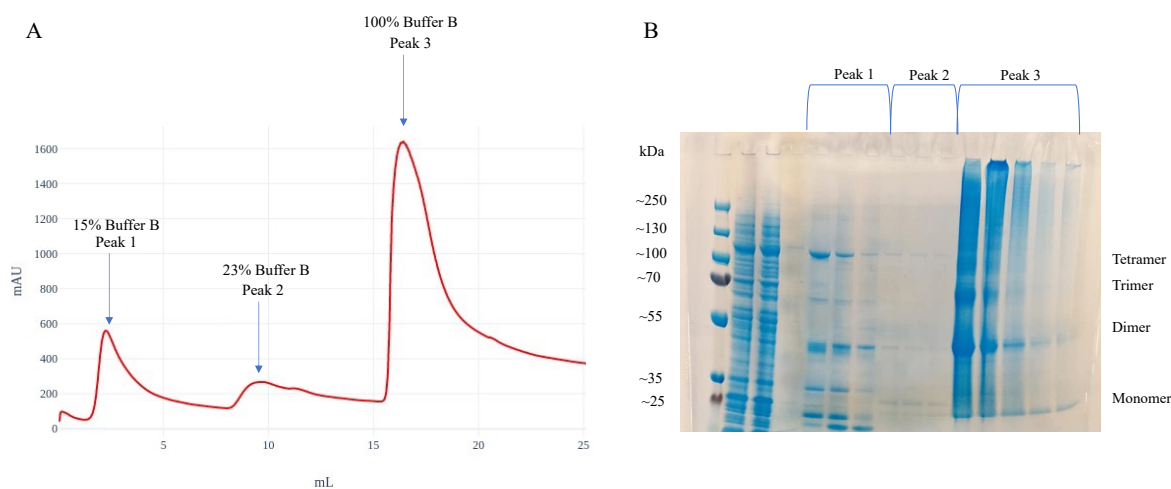 A
100% Buffer B
Peak 3
15% Buffer B
Peak 1
23% Buffer B
Peak 2
1600
1400
1200
1000
800
600
400
200
0
mAU
5
10
15
20
25
mL
B
Peak 1
Peak 2
Peak 3
kDa
~250
~130
~100
~70
~55
~35
~25
Tetramer
Trimer
Dimer
Monomer